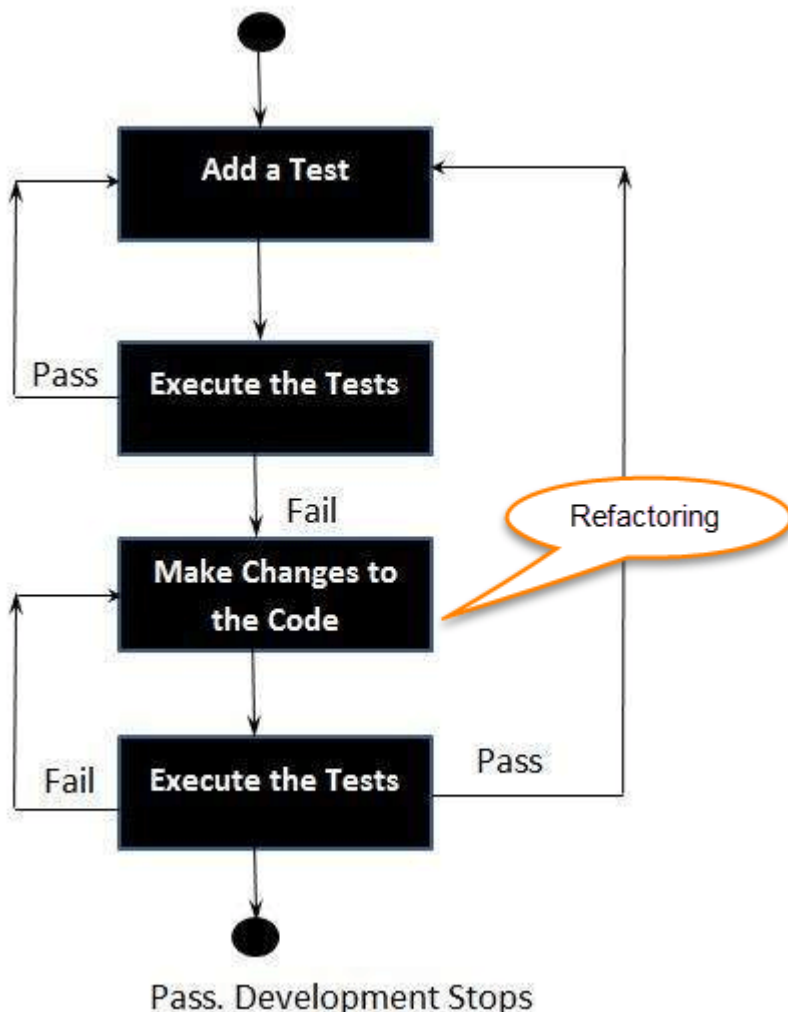 Add a Test
Pass
Execute the Tests
Fail
Refactoring
Make Changes to
the Code
Fail
Execute the Tests
Pass
Pass. Development Stops